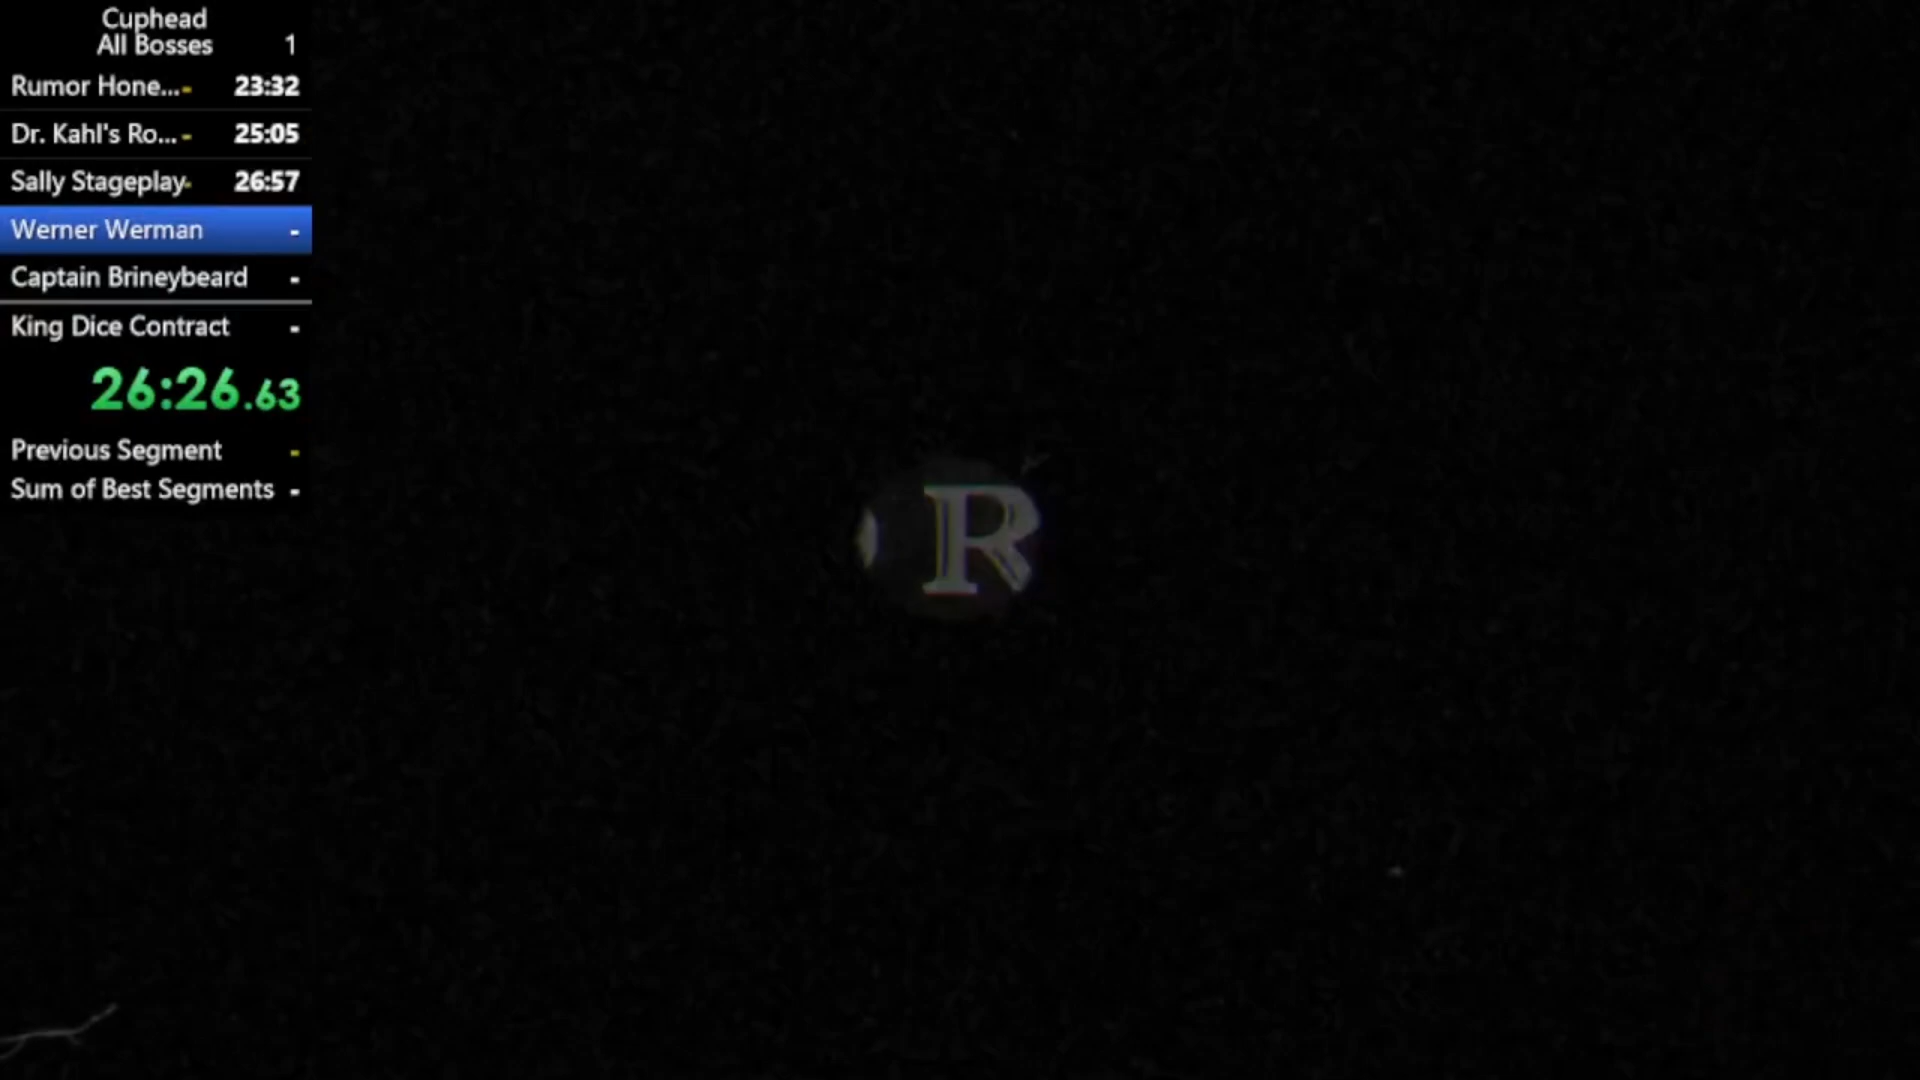 Cuphead
All Bosses 1
Rumor Hone... - 23:32
Dr. Kahl's Ro... - 25:05
Sally Stageplay - 26:57
Werner Werman -
Captain Brineybeard -
King Dice Contract -
26:26.63
Previous Segment -
Sum of Best Segments -
R